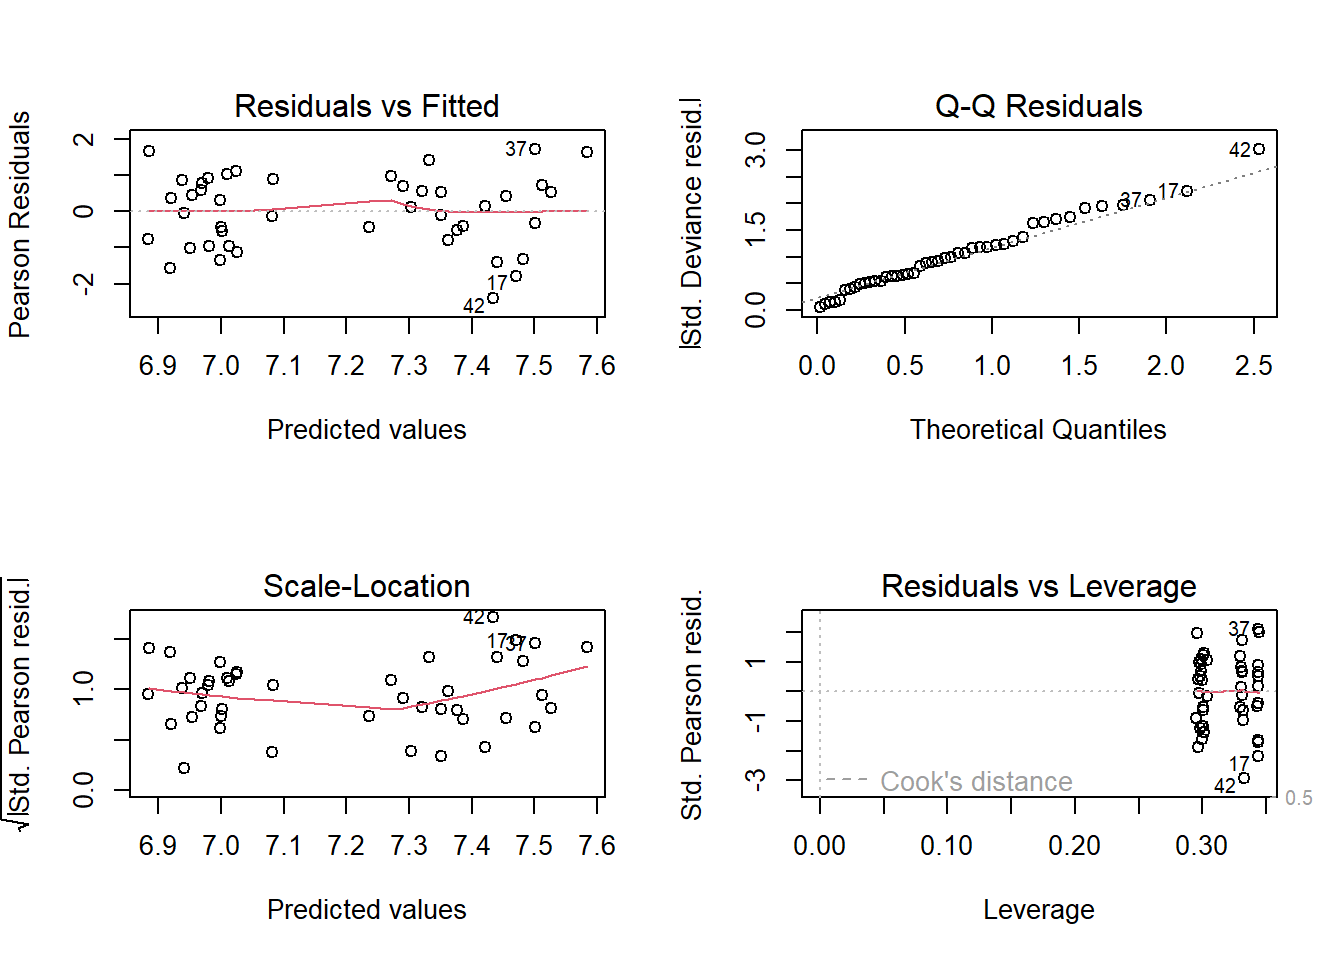 Residuals vs Fitted
Pearson Residuals
2
0
-2
37
17
42
6.9 7.0 7.1 7.2 7.3 7.4 7.5 7.6
Predicted values
Q-Q Residuals
|Std. Deviance resid.|
3.0
1.5
0.0
42
37
17
0.0 0.5 1.0 1.5 2.0 2.5
Theoretical Quantiles
Scale-Location
√|Std. Pearson resid.|
1.0
0.0
42
17
37
6.9 7.0 7.1 7.2 7.3 7.4 7.5 7.6
Predicted values
Residuals vs Leverage
Std. Pearson resid.
1
-1
-3
37
17
42
Cook's distance
0.5
0.00 0.10 0.20 0.30
Leverage